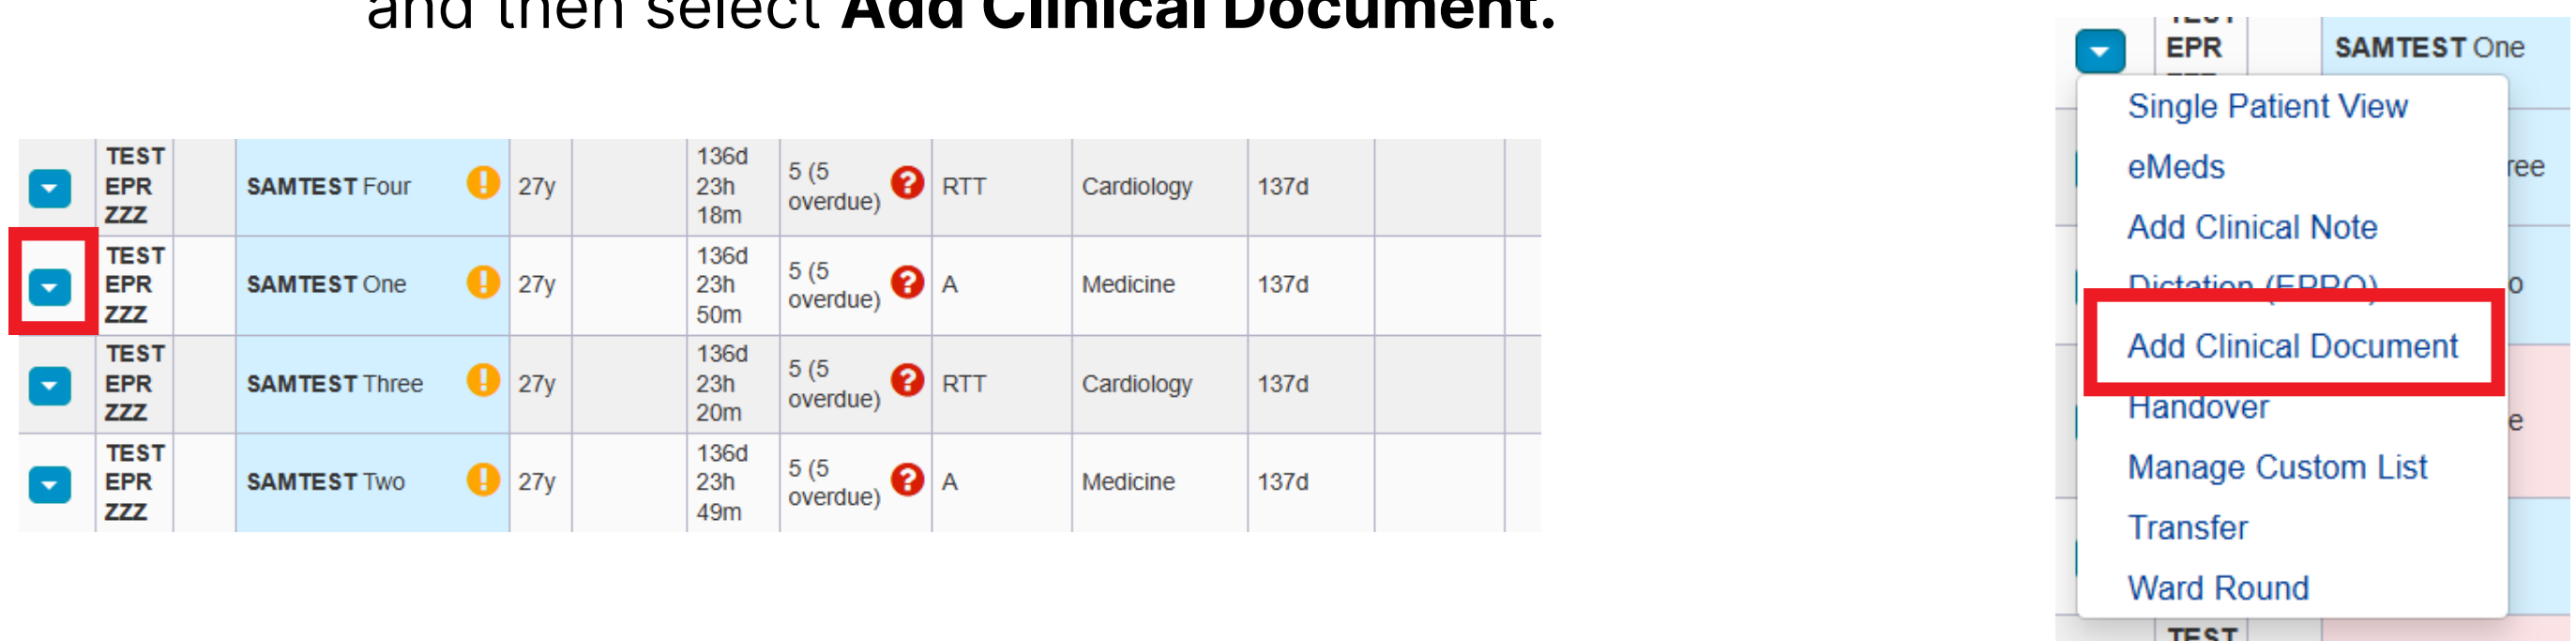 and then select Add Clinical Document.
TEST EPR ZZZ SAMTEST Four ! 27y 136d 23h 18m 5 (5 overdue) ? RTT Cardiology 137d
TEST EPR ZZZ SAMTEST One ! 27y 136d 23h 50m 5 (5 overdue) ? A Medicine 137d
TEST EPR ZZZ SAMTEST Three ! 27y 136d 23h 20m 5 (5 overdue) ? RTT Cardiology 137d
TEST EPR ZZZ SAMTEST Two ! 27y 136d 23h 49m 5 (5 overdue) ? A Medicine 137d
TEST
EPR SAMTEST One
Single Patient View
eMeds
ree
Add Clinical Note
Dictation (EPRO)
o
Add Clinical Document
Handover
e
Manage Custom List
Transfer
Ward Round
TEST